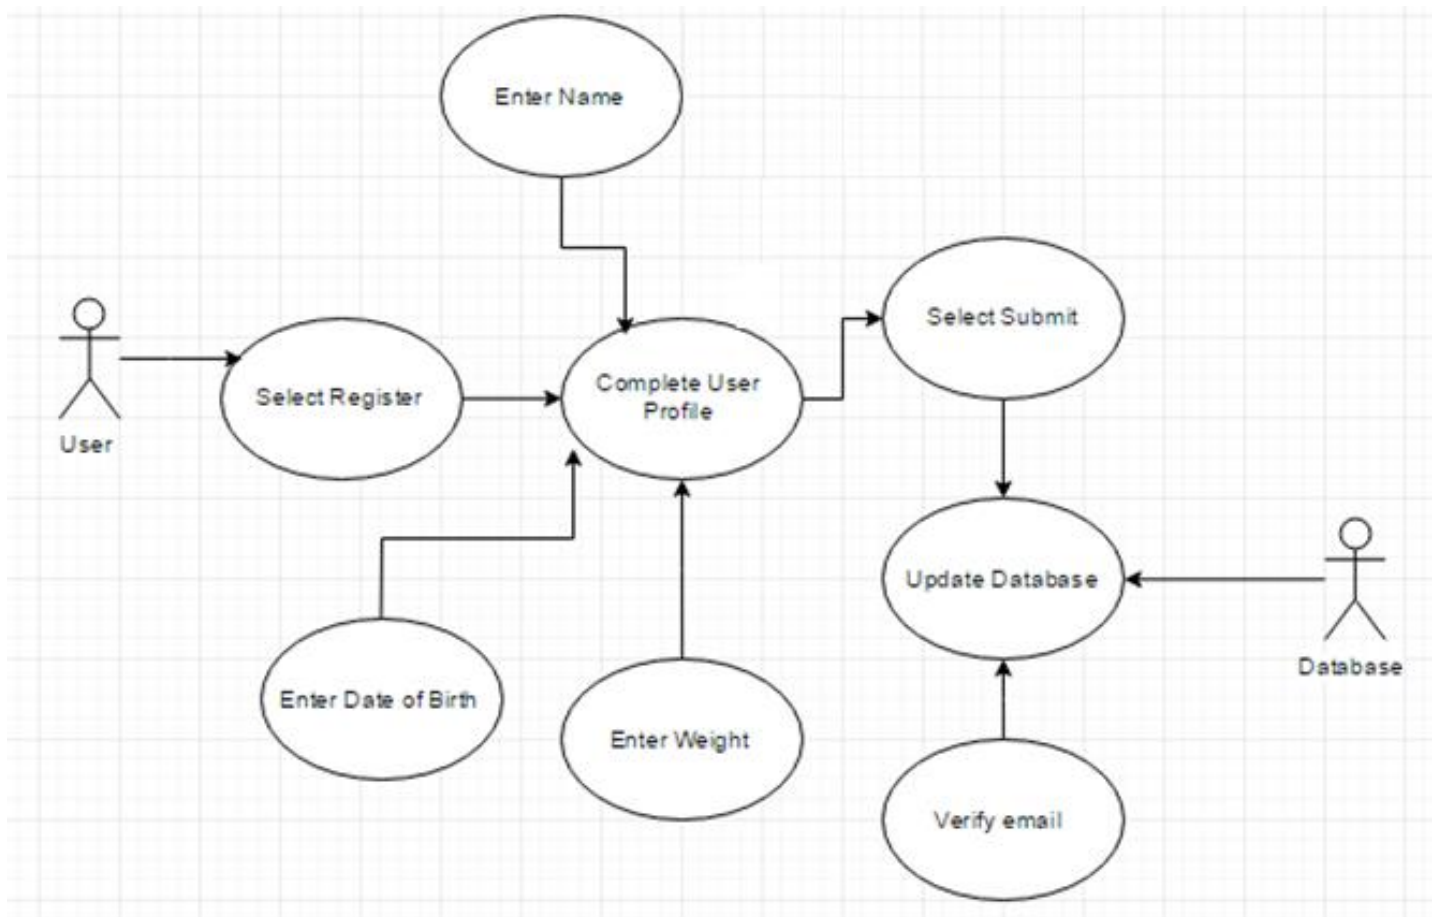 Enter Name
Select Submit
Complete User
Profile
Select Register
User
Update Database
Database
Enter Date of Birth
Enter Weight
Verify email